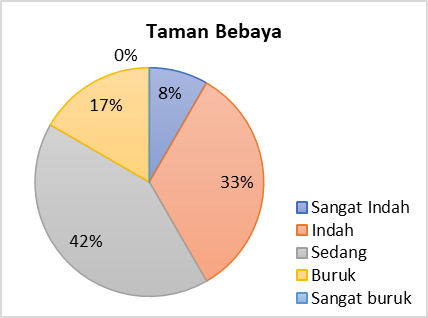 Taman Bebaya
0%
8%
17%
33%
42%
Sangat Indah
Indah
Sedang
Buruk
Sangat buruk